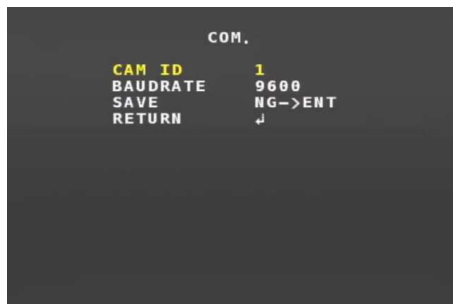 COM.
CAM ID 1
BAUDRATE 9600
SAVE NG->ENT
RETURN ↲